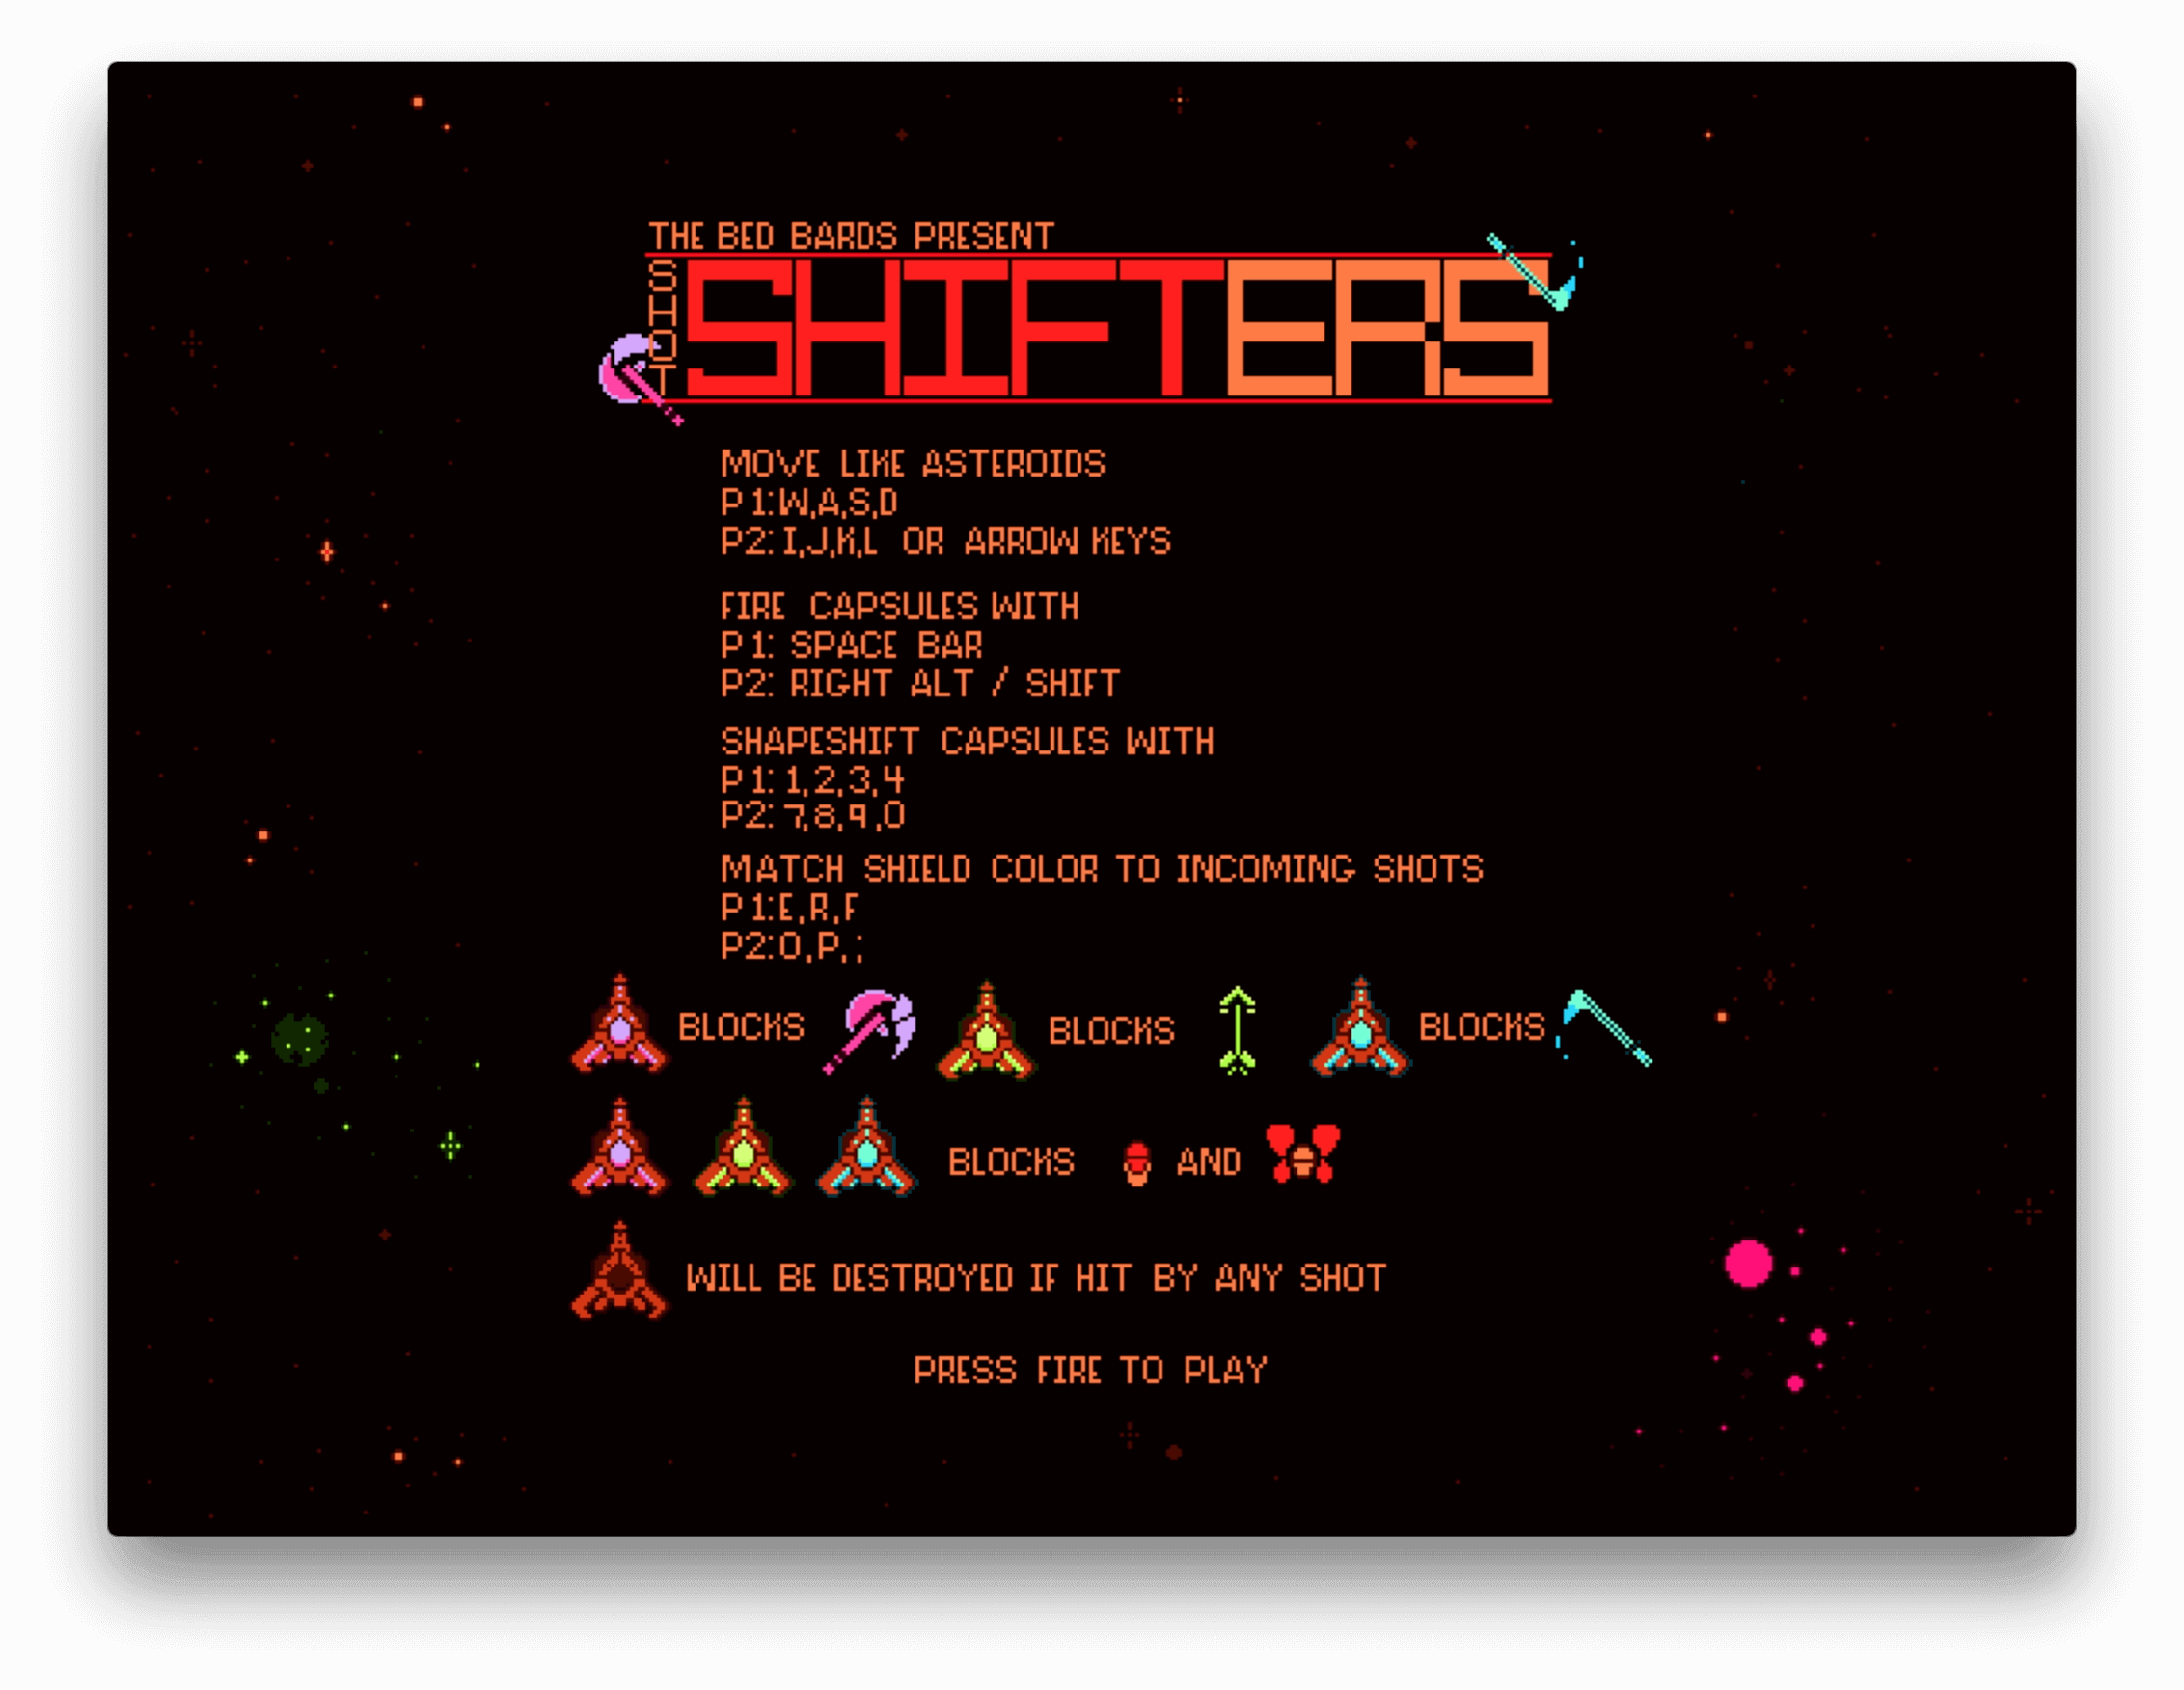 THE BED BARDS PRESENT
SHOT
SHIFTERS
MOVE LIKE ASTEROIDS
P1:W,A,S,D
P2:I,J,K,L OR ARROW KEYS
FIRE CAPSULES WITH
P1: SPACE BAR
P2: RIGHT ALT / SHIFT
SHAPESHIFT CAPSULES WITH
P1: 1,2,3,4
P2: 7,8,9,0
MATCH SHIELD COLOR TO INCOMING SHOTS
P1:E,R,F
P2:O,P,;
BLOCKS BLOCKS BLOCKS
BLOCKS AND
WILL BE DESTROYED IF HIT BY ANY SHOT
PRESS FIRE TO PLAY